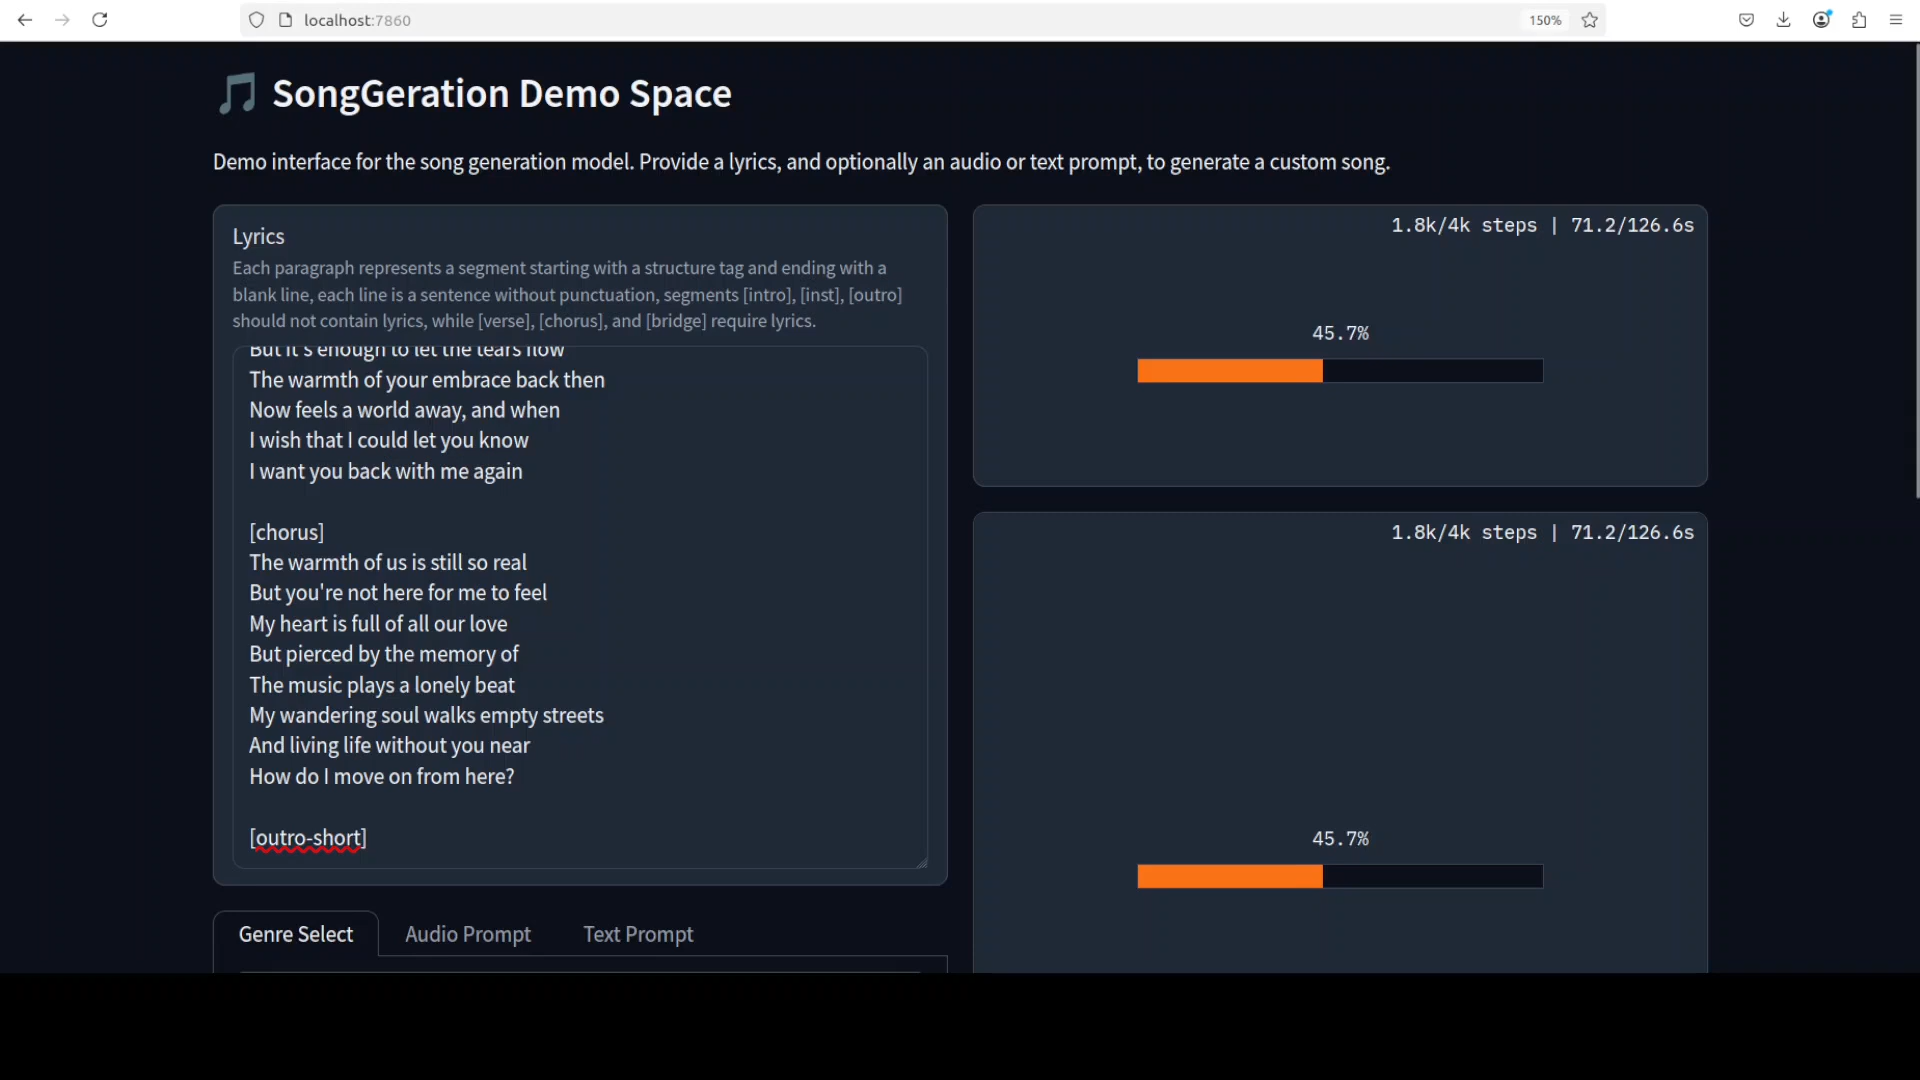 localhost:7860
150%
SongGeration Demo Space
Demo interface for the song generation model. Provide a lyrics, and optionally an audio or text prompt, to generate a custom song.
Lyrics
Each paragraph represents a segment starting with a structure tag and ending with a
blank line, each line is a sentence without punctuation, segments [intro], [inst], [outro]
should not contain lyrics, while [verse], [chorus], and [bridge] require lyrics.
But it's enough to let the tears flow
The warmth of your embrace back then
Now feels a world away, and when
I wish that I could let you know
I want you back with me again
[chorus]
The warmth of us is still so real
But you're not here for me to feel
My heart is full of all our love
But pierced by the memory of
The music plays a lonely beat
My wandering soul walks empty streets
And living life without you near
How do I move on from here?
[outro-short]
Genre Select
Audio Prompt
Text Prompt
1.8k/4k steps | 71.2/126.6s
45.7%
1.8k/4k steps | 71.2/126.6s
45.7%